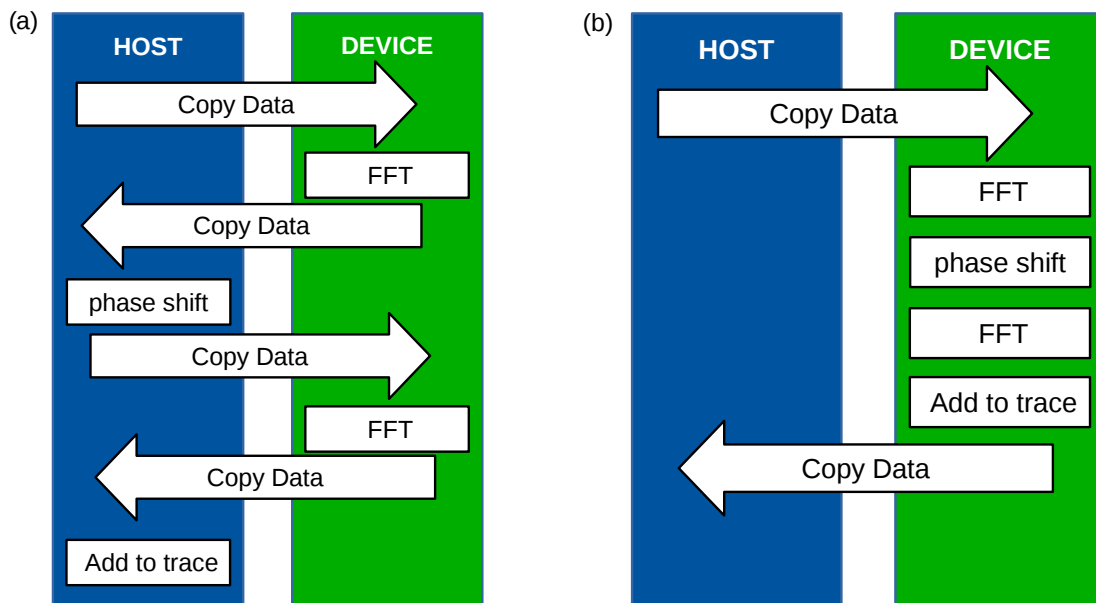 (a)
HOST
DEVICE
Copy Data
FFT
Copy Data
phase shift
Copy Data
FFT
Copy Data
Add to trace
(b)
HOST
DEVICE
Copy Data
FFT
phase shift
FFT
Add to trace
Copy Data